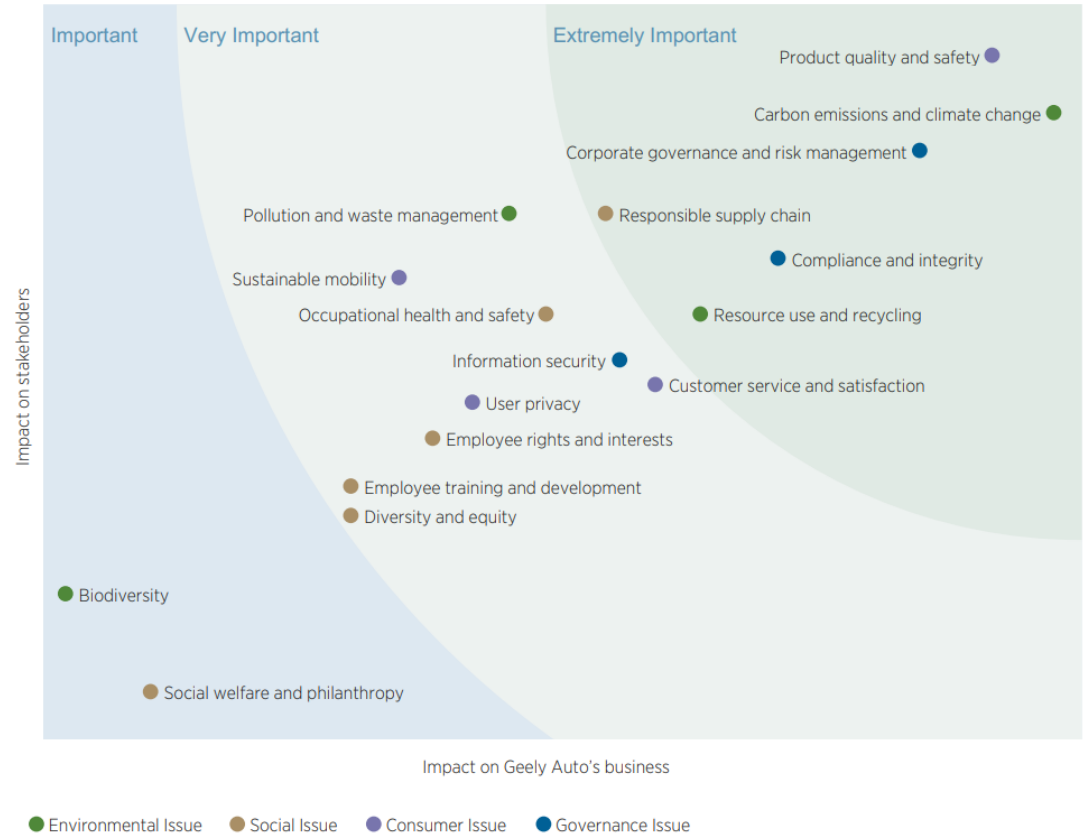 Important
Very Important
Extremely Important
Product quality and safety
Carbon emissions and climate change
Corporate governance and risk management
Pollution and waste management
Responsible supply chain
Compliance and integrity
Sustainable mobility
Occupational health and safety
Resource use and recycling
Information security
Customer service and satisfaction
User privacy
Employee rights and interests
Employee training and development
Diversity and equity
Biodiversity
Social welfare and philanthropy
Impact on stakeholders
Impact on Geely Auto's business
Environmental Issue
Social Issue
Consumer Issue
Governance Issue